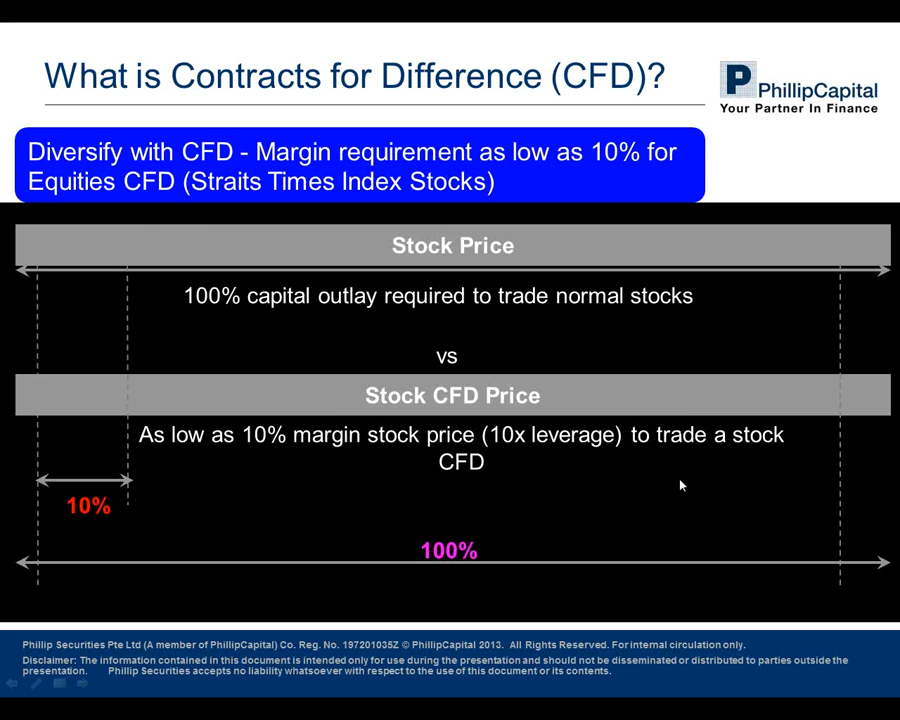 What is Contracts for Difference (CFD)?
P PhillipCapital
Your Partner In Finance
Diversify with CFD - Margin requirement as low as 10% for
Equities CFD (Straits Times Index Stocks)
Stock Price
100% capital outlay required to trade normal stocks
vs
Stock CFD Price
As low as 10% margin stock price (10x leverage) to trade a stock
CFD
10%
100%
Phillip Securities Pte Ltd (A member of PhillipCapital) Co. Reg. No. 197201035Z © PhillipCapital 2013. All Rights Reserved. For internal circulation only.
Disclaimer: The information contained in this document is intended only for use during the presentation and should not be disseminated or distributed to parties outside the
presentation. Phillip Securities accepts no liability whatsoever with respect to the use of this document or its contents.